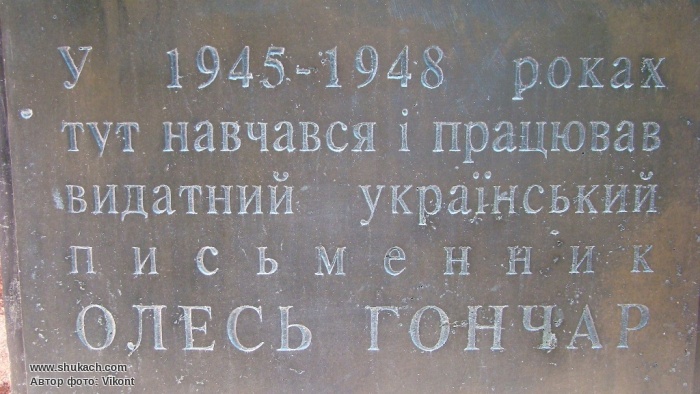 У 1945-1948 роках
тут навчався і працював
видатний український
письменник
ОЛЕСЬ ГОНЧАР
www.shukach.com
Автор фото: Vikont